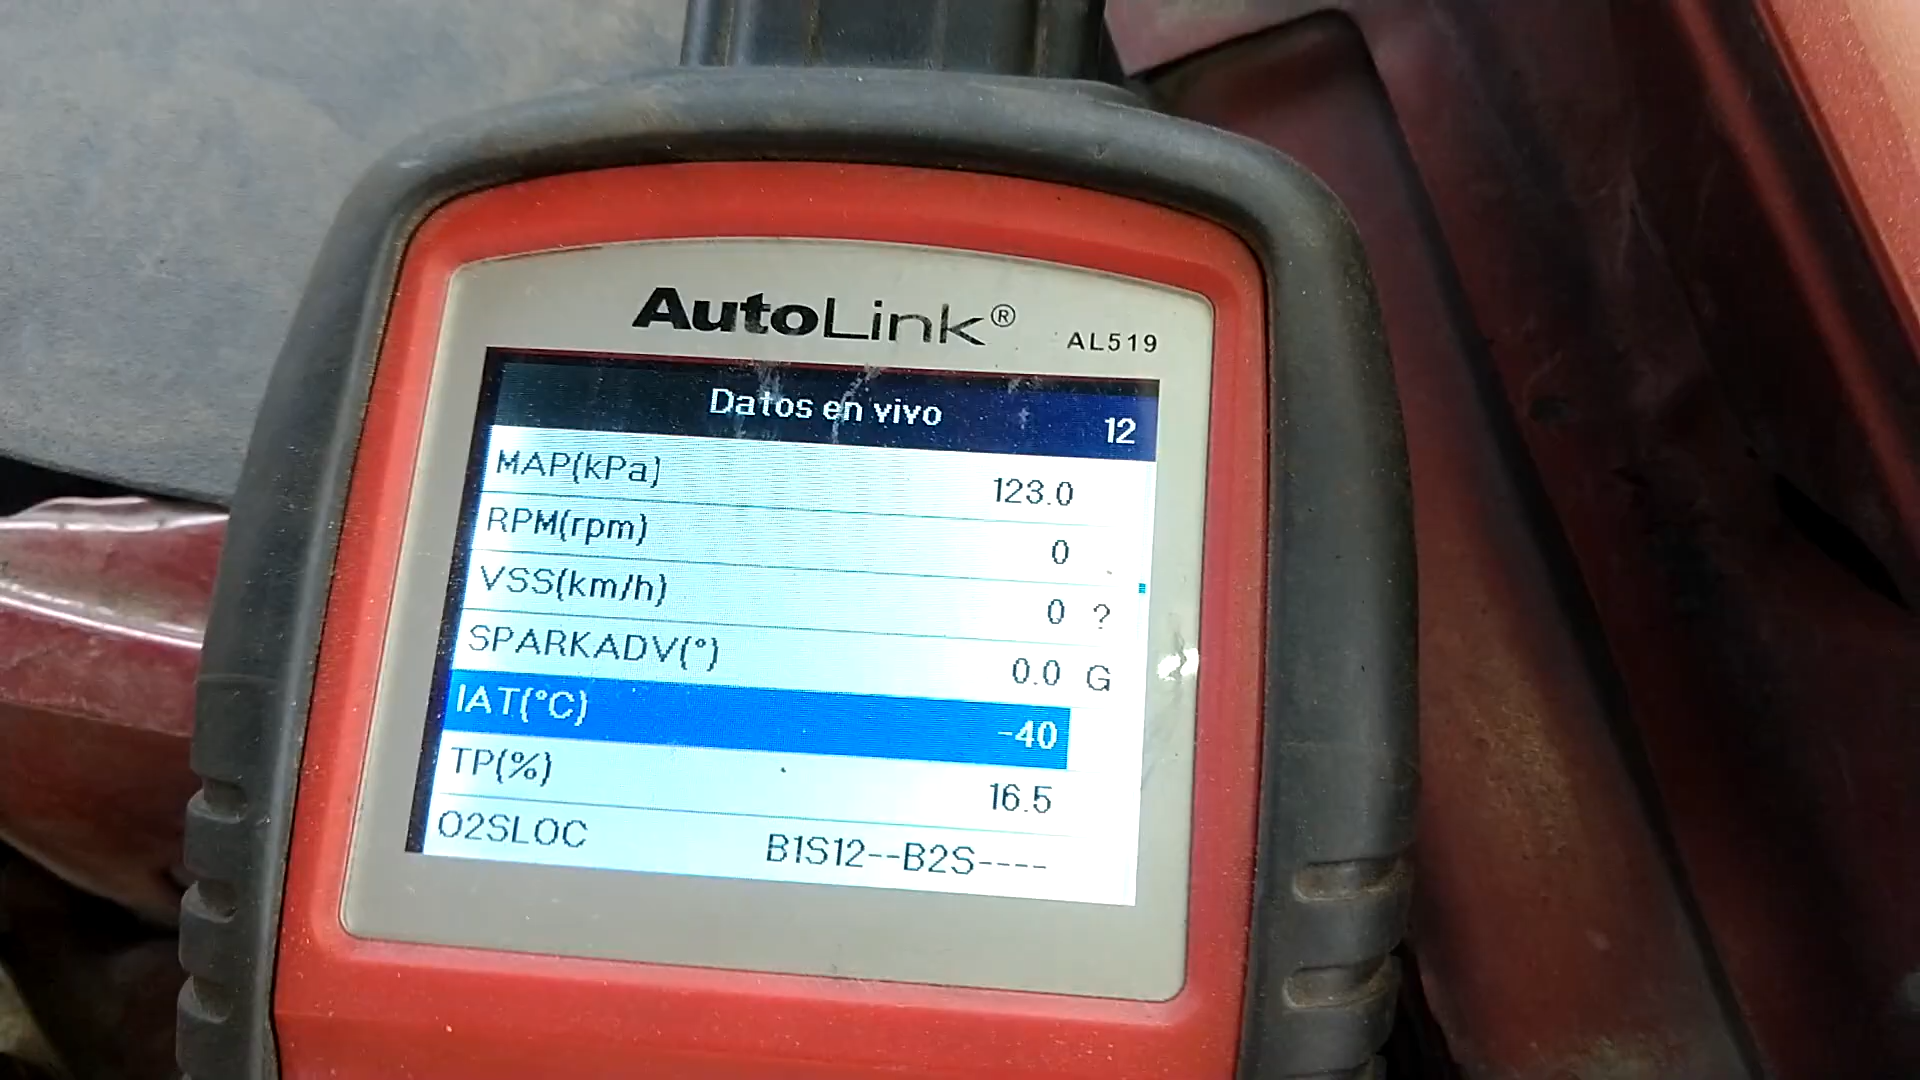 AutoLink®
AL519
Datos en vivo 12
MAP(kPa) 123.0
RPM(rpm) 0
VSS(km/h) 0 ?
SPARKADV(°) 0.0 G
IAT(°C) -40
TP(%) 16.5
O2SLOC B1S12--B2S----